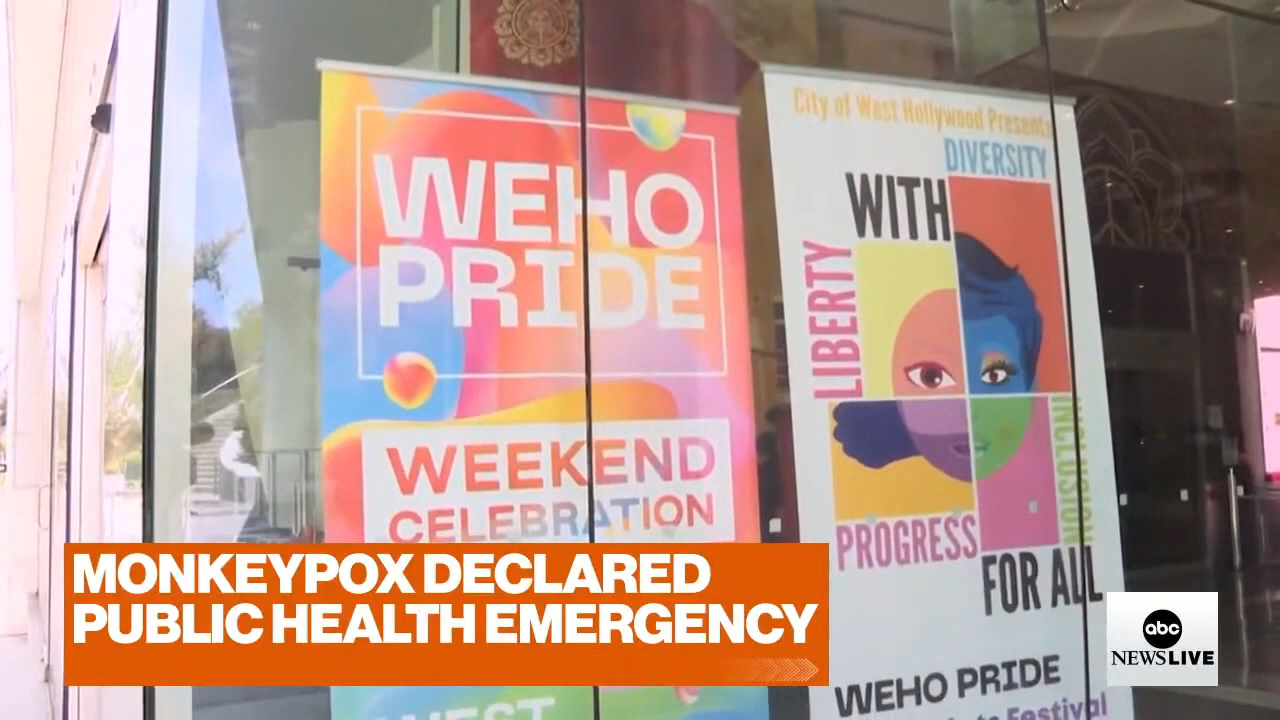 WEHO
PRIDE
WEEKEND
CELEBRATION
WEST
City of West Hollywood Presents
DIVERSITY
WITH
LIBERTY
INCLUSION
PROGRESS
FOR ALL
WEHO PRIDE
Festival
MONKEYPOX DECLARED
PUBLIC HEALTH EMERGENCY
abc
NEWS LIVE